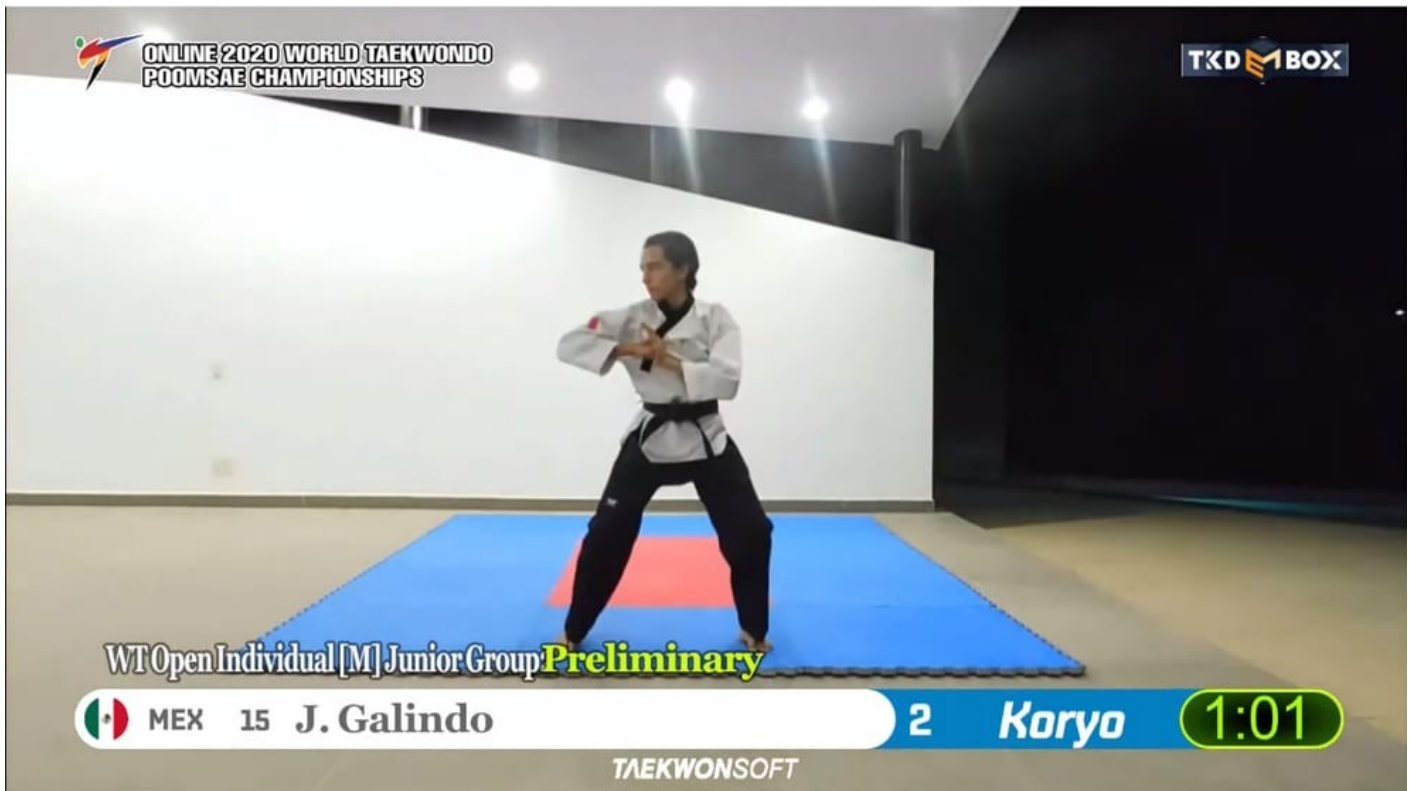 ONLINE 2020 WORLD TAEKWONDO
POOMSAE CHAMPIONSHIPS
TKD BOX
WT Open Individual [M] Junior Group: Preliminary
MEX 15 J. Galindo 2 Koryo 1:01
TAEKWONSOFT